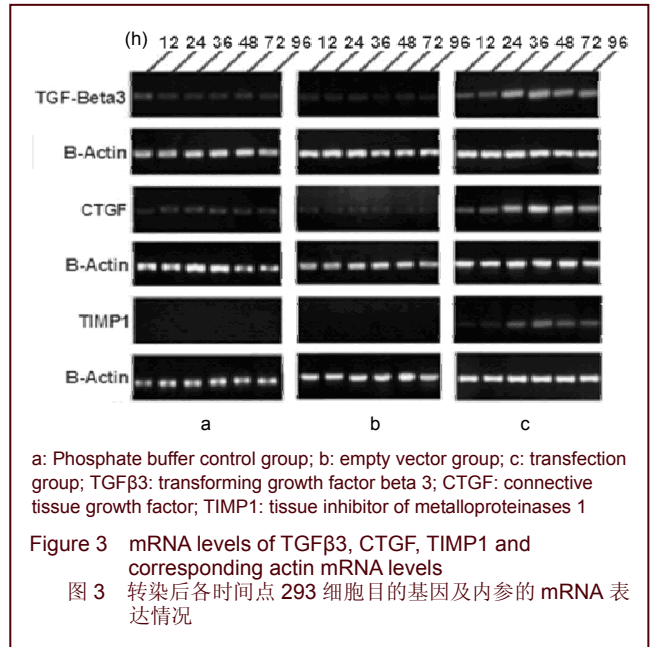 (h) 12 24 36 48 72 96 12 24 36 48 72 96 12 24 36 48 72 96
TGF-Beta3
B-Actin
CTGF
B-Actin
TIMP1
B-Actin
a b c
a: Phosphate buffer control group; b: empty vector group; c: transfection
group; TGFβ3: transforming growth factor beta 3; CTGF: connective
tissue growth factor; TIMP1: tissue inhibitor of metalloproteinases 1
Figure 3 mRNA levels of TGFβ3, CTGF, TIMP1 and
corresponding actin mRNA levels
图 3 转染后各时间点 293 细胞目的基因及内参的 mRNA 表
达情况